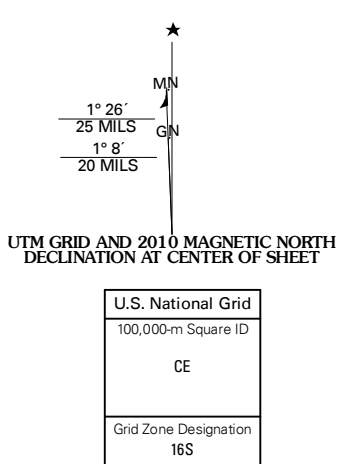 MN
1° 26´
25 MILS
GN
1° 8´
20 MILS
UTM GRID AND 2010 MAGNETIC NORTH
DECLINATION AT CENTER OF SHEET
U.S. National Grid
100,000-m Square ID
CE
Grid Zone Designation
16S